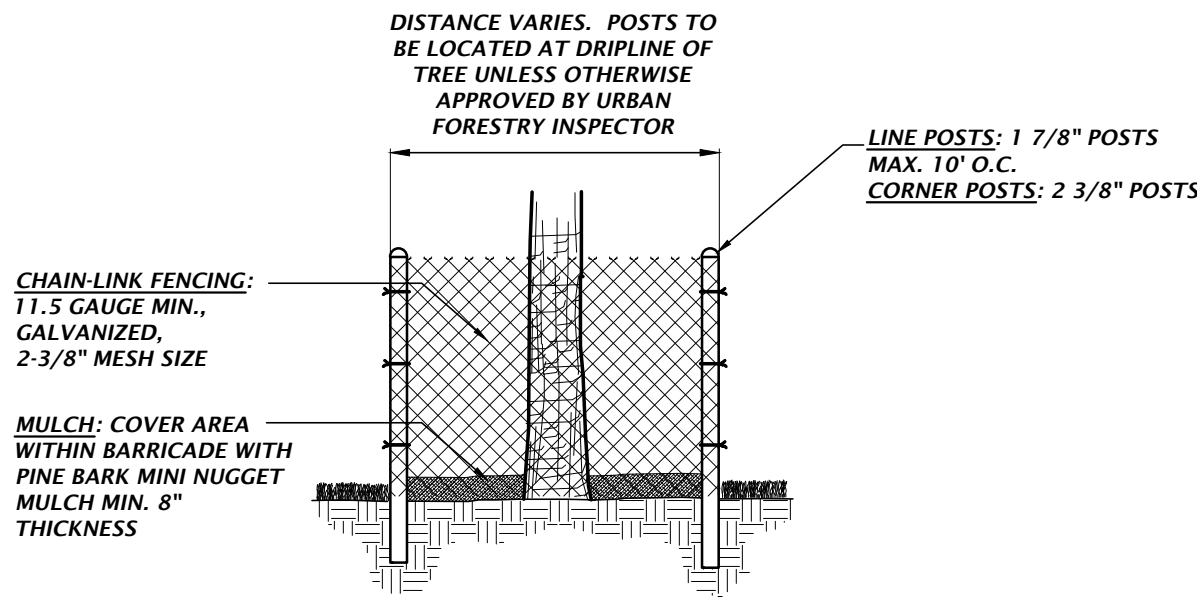 DISTANCE VARIES. POSTS TO
BE LOCATED AT DRIPLINE OF
TREE UNLESS OTHERWISE
APPROVED BY URBAN
FORESTRY INSPECTOR
LINE POSTS: 1 7/8" POSTS
MAX. 10' O.C.
CORNER POSTS: 2 3/8" POSTS
CHAIN-LINK FENCING:
11.5 GAUGE MIN.,
GALVANIZED,
2-3/8" MESH SIZE
MULCH: COVER AREA
WITHIN BARRICADE WITH
PINE BARK MINI NUGGET
MULCH MIN. 8"
THICKNESS